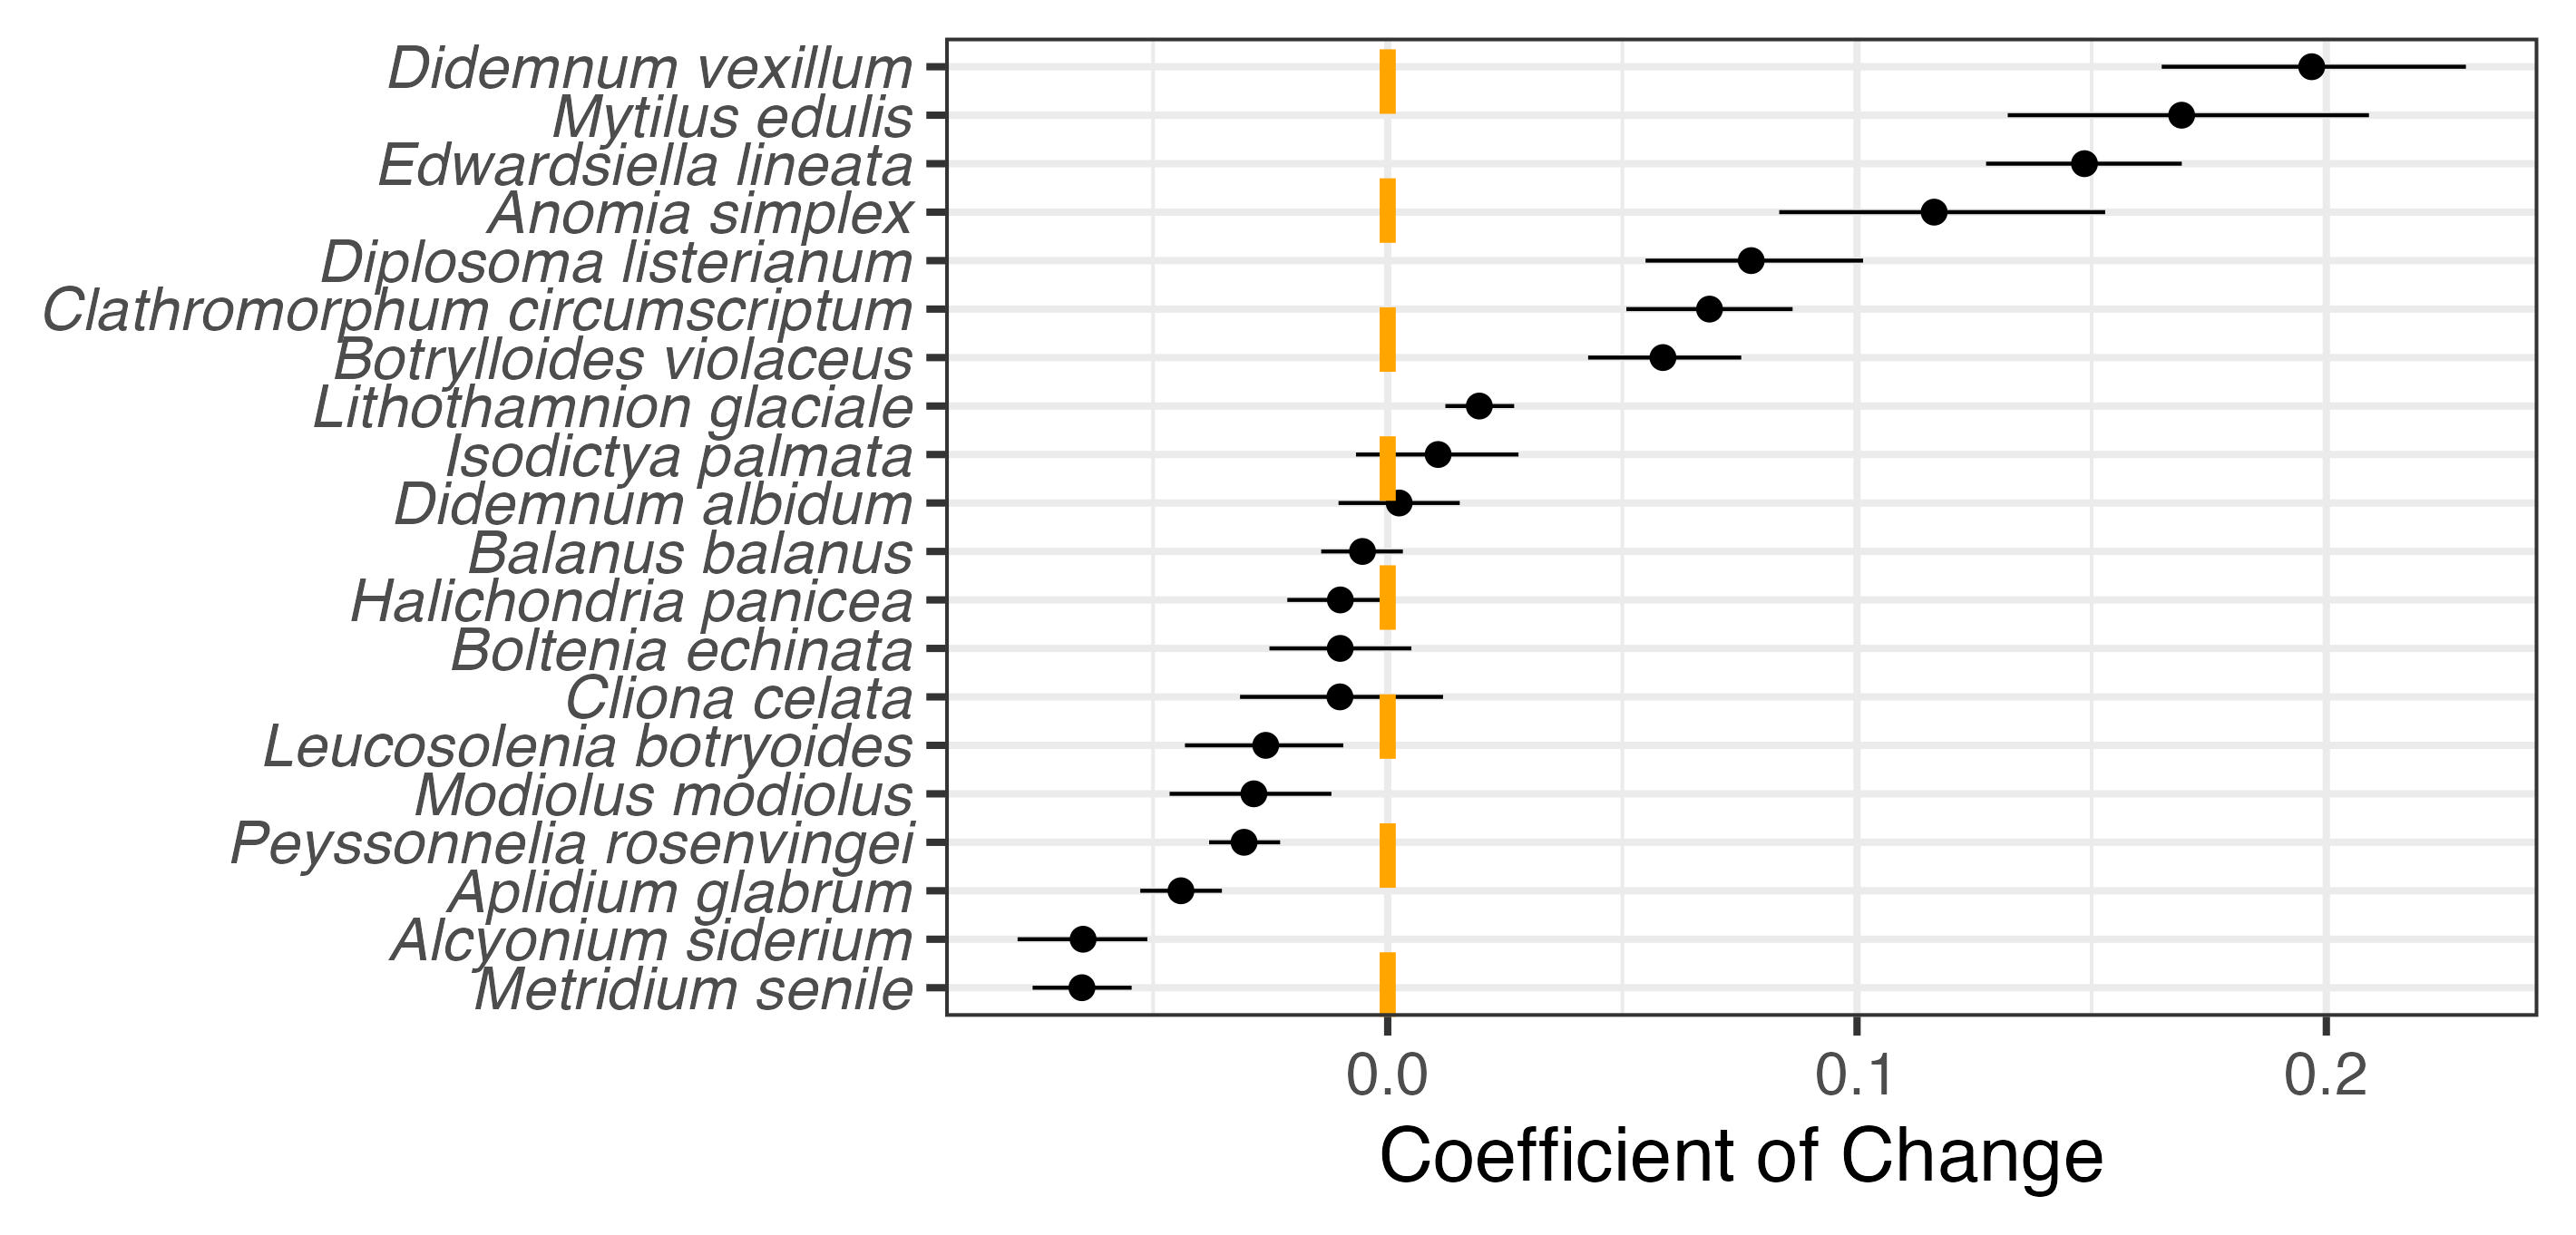 Didemnum vexillum
Mytilus edulis
Edwardsiella lineata
Anomia simplex
Diplosoma listerianum
Clathromorphum circumscriptum
Botrylloides violaceus
Lithothamnion glaciale
Isodictya palmata
Didemnum albidum
Balanus balanus
Halichondria panicea
Boltenia echinata
Cliona celata
Leucosolenia botryoides
Modiolus modiolus
Peyssonnelia rosenvingei
Aplidium glabrum
Alcyonium siderium
Metridium senile
0.0 0.1 0.2
Coefficient of Change